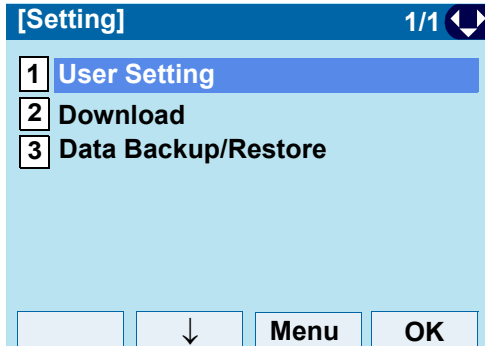 [Setting] 1/1
1 User Setting
2 Download
3 Data Backup/Restore
↓ Menu OK